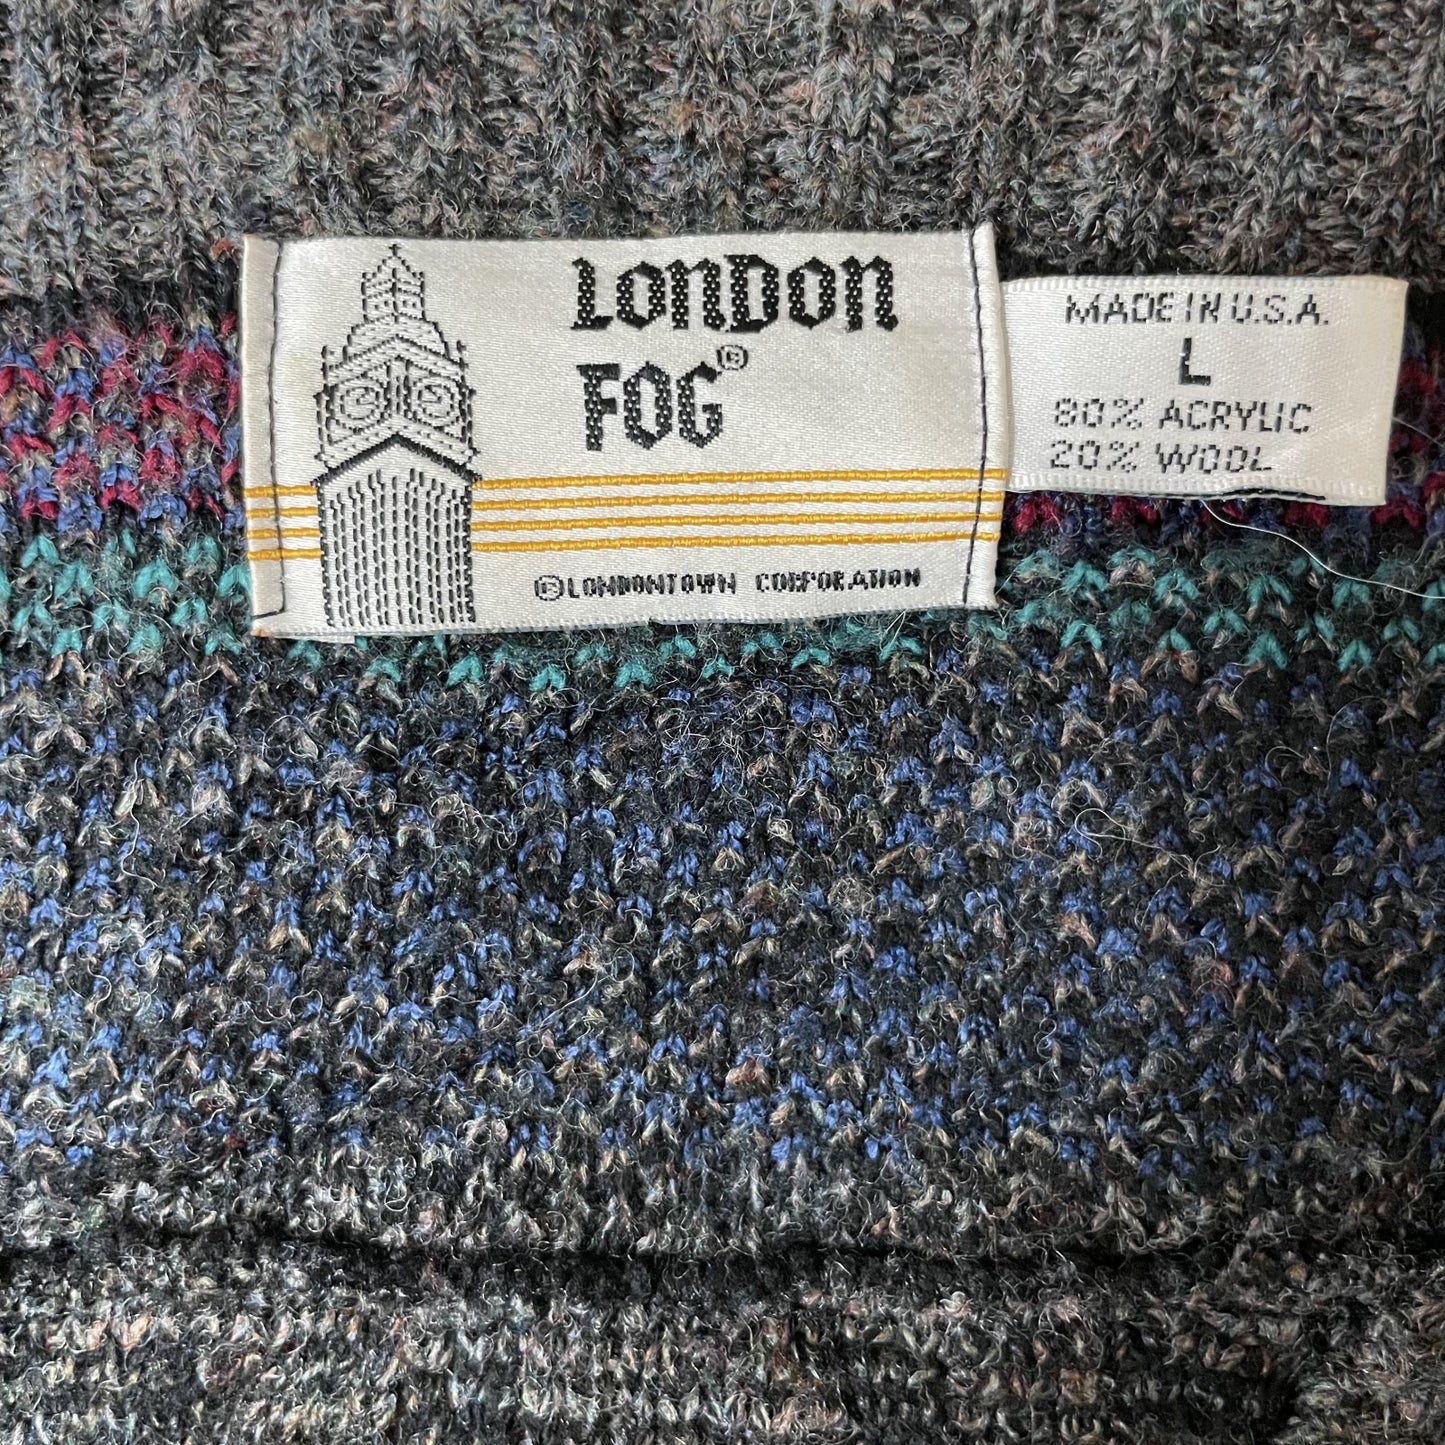 LONDON
FOG®
®LONDONTOWN CORPORATION
MADE IN U.S.A.
L
80% ACRYLIC
20% WOOL